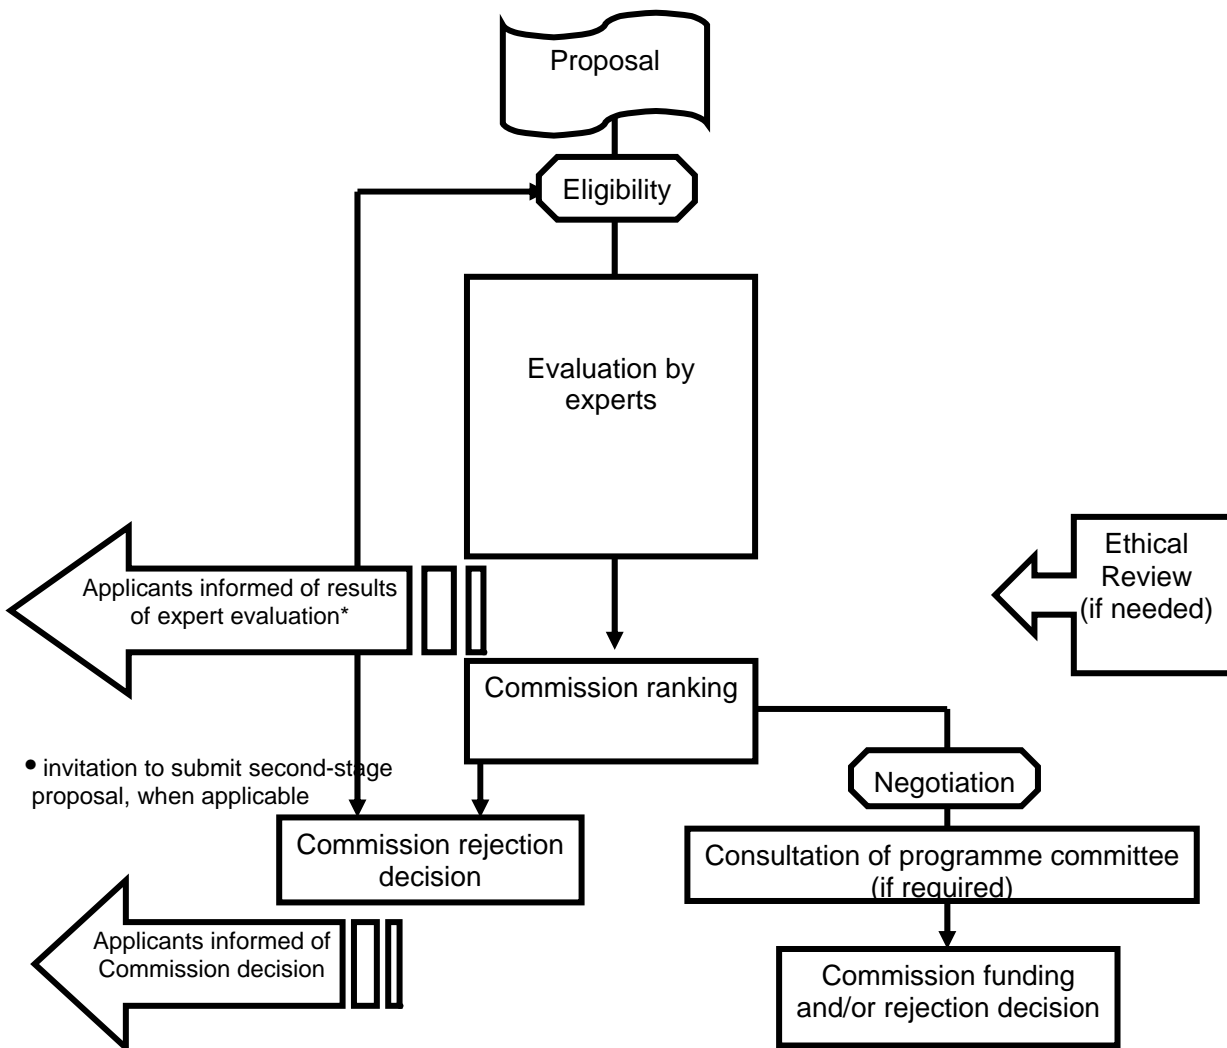 Proposal
Eligibility
Evaluation by
experts
Ethical
Review
(if needed)
Applicants informed of results
of expert evaluation*
Commission ranking
• invitation to submit second-stage
proposal, when applicable
Negotiation
Commission rejection
decision
Consultation of programme committee
(if required)
Applicants informed of
Commission decision
Commission funding
and/or rejection decision